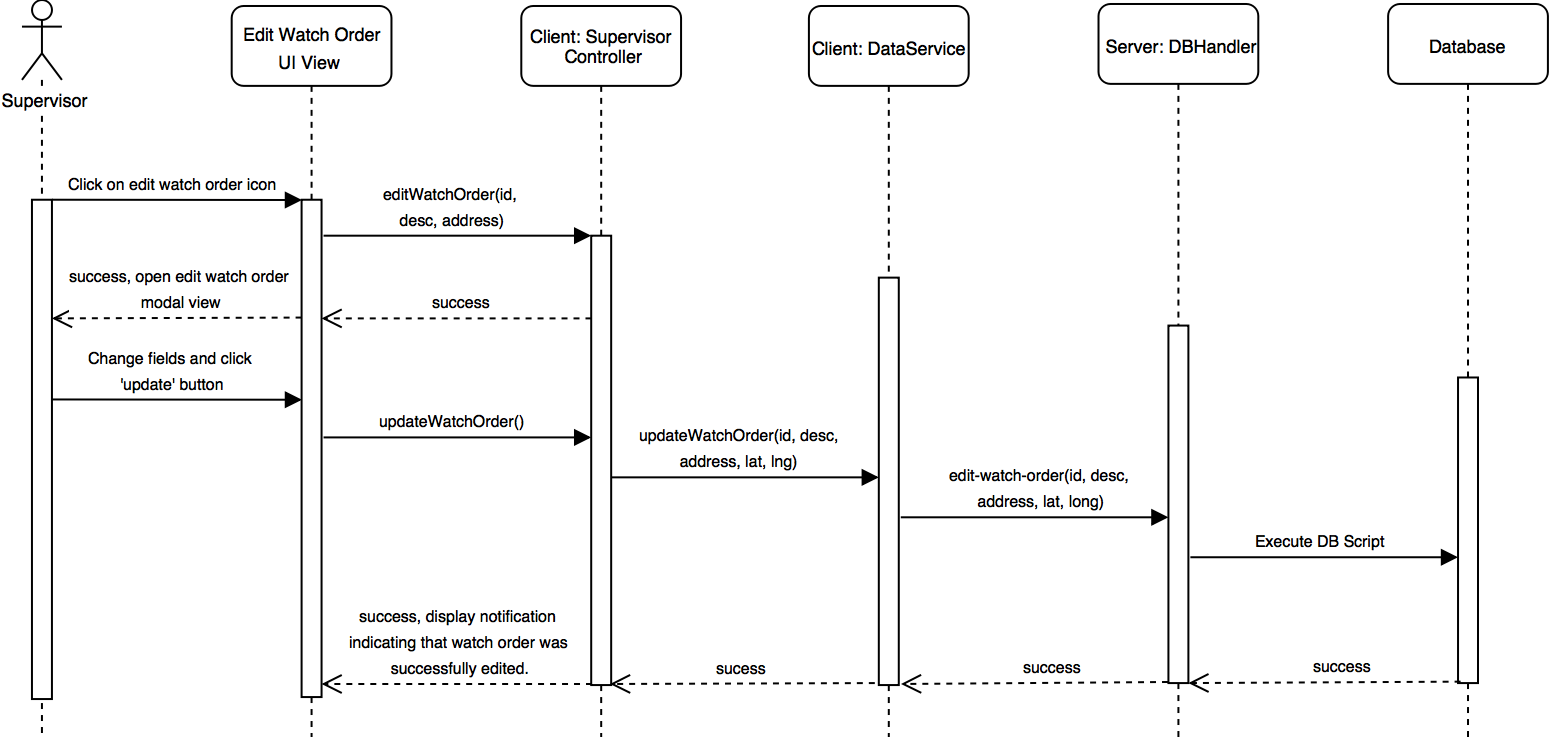 Supervisor
Edit Watch Order
UI View
Client: Supervisor
Controller
Client: DataService
Server: DBHandler
Database
Click on edit watch order icon
editWatchOrder(id,
desc, address)
success, open edit watch order
modal view
success
Change fields and click
'update' button
updateWatchOrder()
updateWatchOrder(id, desc,
address, lat, lng)
edit-watch-order(id, desc,
address, lat, long)
Execute DB Script
success, display notification
indicating that watch order was
successfully edited.
sucess
success
success